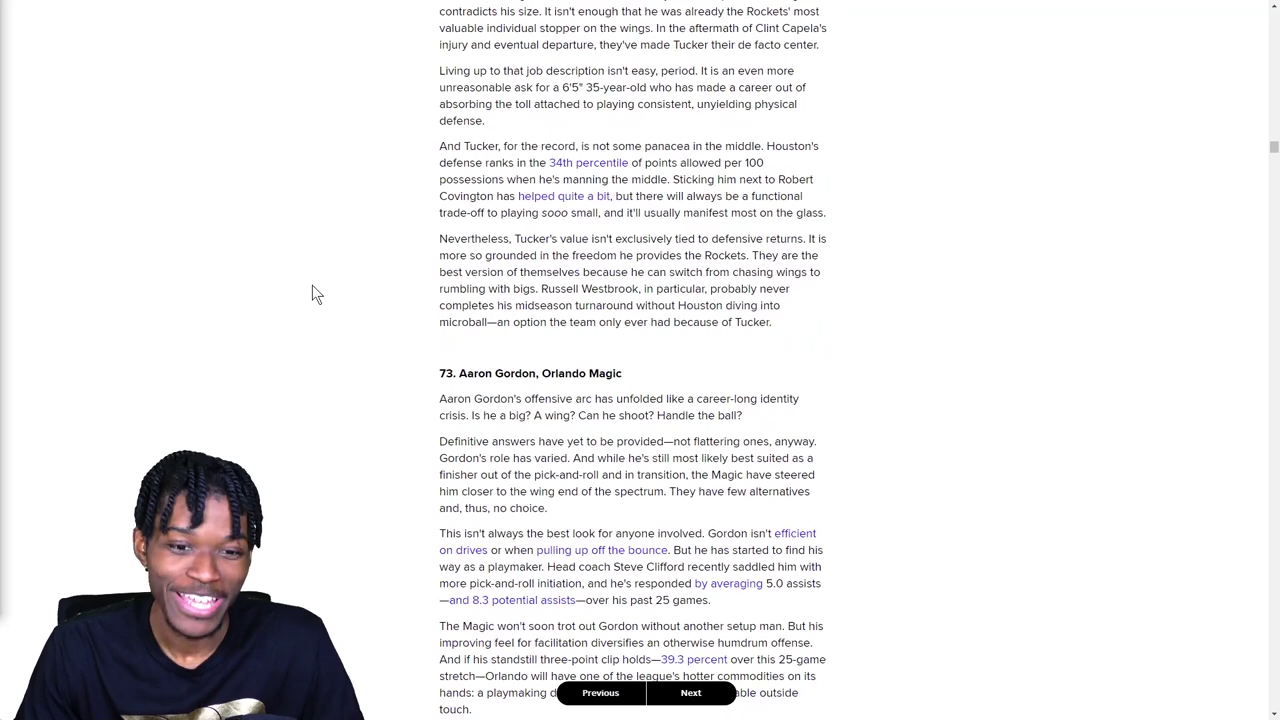 contradicts his size. It isn't enough that he was already the Rockets' most
valuable individual stopper on the wings. In the aftermath of Clint Capela's
injury and eventual departure, they've made Tucker their de facto center.
Living up to that job description isn't easy, period. It is an even more
unreasonable ask for a 6'5" 35-year-old who has made a career out of
absorbing the toll attached to playing consistent, unyielding physical
defense.
And Tucker, for the record, is not some panacea in the middle. Houston's
defense ranks in the 34th percentile of points allowed per 100
possessions when he's manning the middle. Sticking him next to Robert
Covington has helped quite a bit, but there will always be a functional
trade-off to playing sooo small, and it'll usually manifest most on the glass.
Nevertheless, Tucker's value isn't exclusively tied to defensive returns. It is
more so grounded in the freedom he provides the Rockets. They are the
best version of themselves because he can switch from chasing wings to
rumbling with bigs. Russell Westbrook, in particular, probably never
completes his midseason turnaround without Houston diving into
microball—an option the team only ever had because of Tucker.
73. Aaron Gordon, Orlando Magic
Aaron Gordon's offensive arc has unfolded like a career-long identity
crisis. Is he a big? A wing? Can he shoot? Handle the ball?
Definitive answers have yet to be provided—not flattering ones, anyway.
Gordon's role has varied. And while he's still most likely best suited as a
finisher out of the pick-and-roll and in transition, the Magic have steered
him closer to the wing end of the spectrum. They have few alternatives
and, thus, no choice.
This isn't always the best look for anyone involved. Gordon isn't efficient
on drives or when pulling up off the bounce. But he has started to find his
way as a playmaker. Head coach Steve Clifford recently saddled him with
more pick-and-roll initiation, and he's responded by averaging 5.0 assists
—and 8.3 potential assists—over his past 25 games.
The Magic won't soon trot out Gordon without another setup man. But his
improving feel for facilitation diversifies an otherwise humdrum offense.
And if his standstill three-point clip holds—39.3 percent over this 25-game
stretch—Orlando will have one of the league's hotter commodities on its
hands: a playmaking outside
touch.
Previous
Next